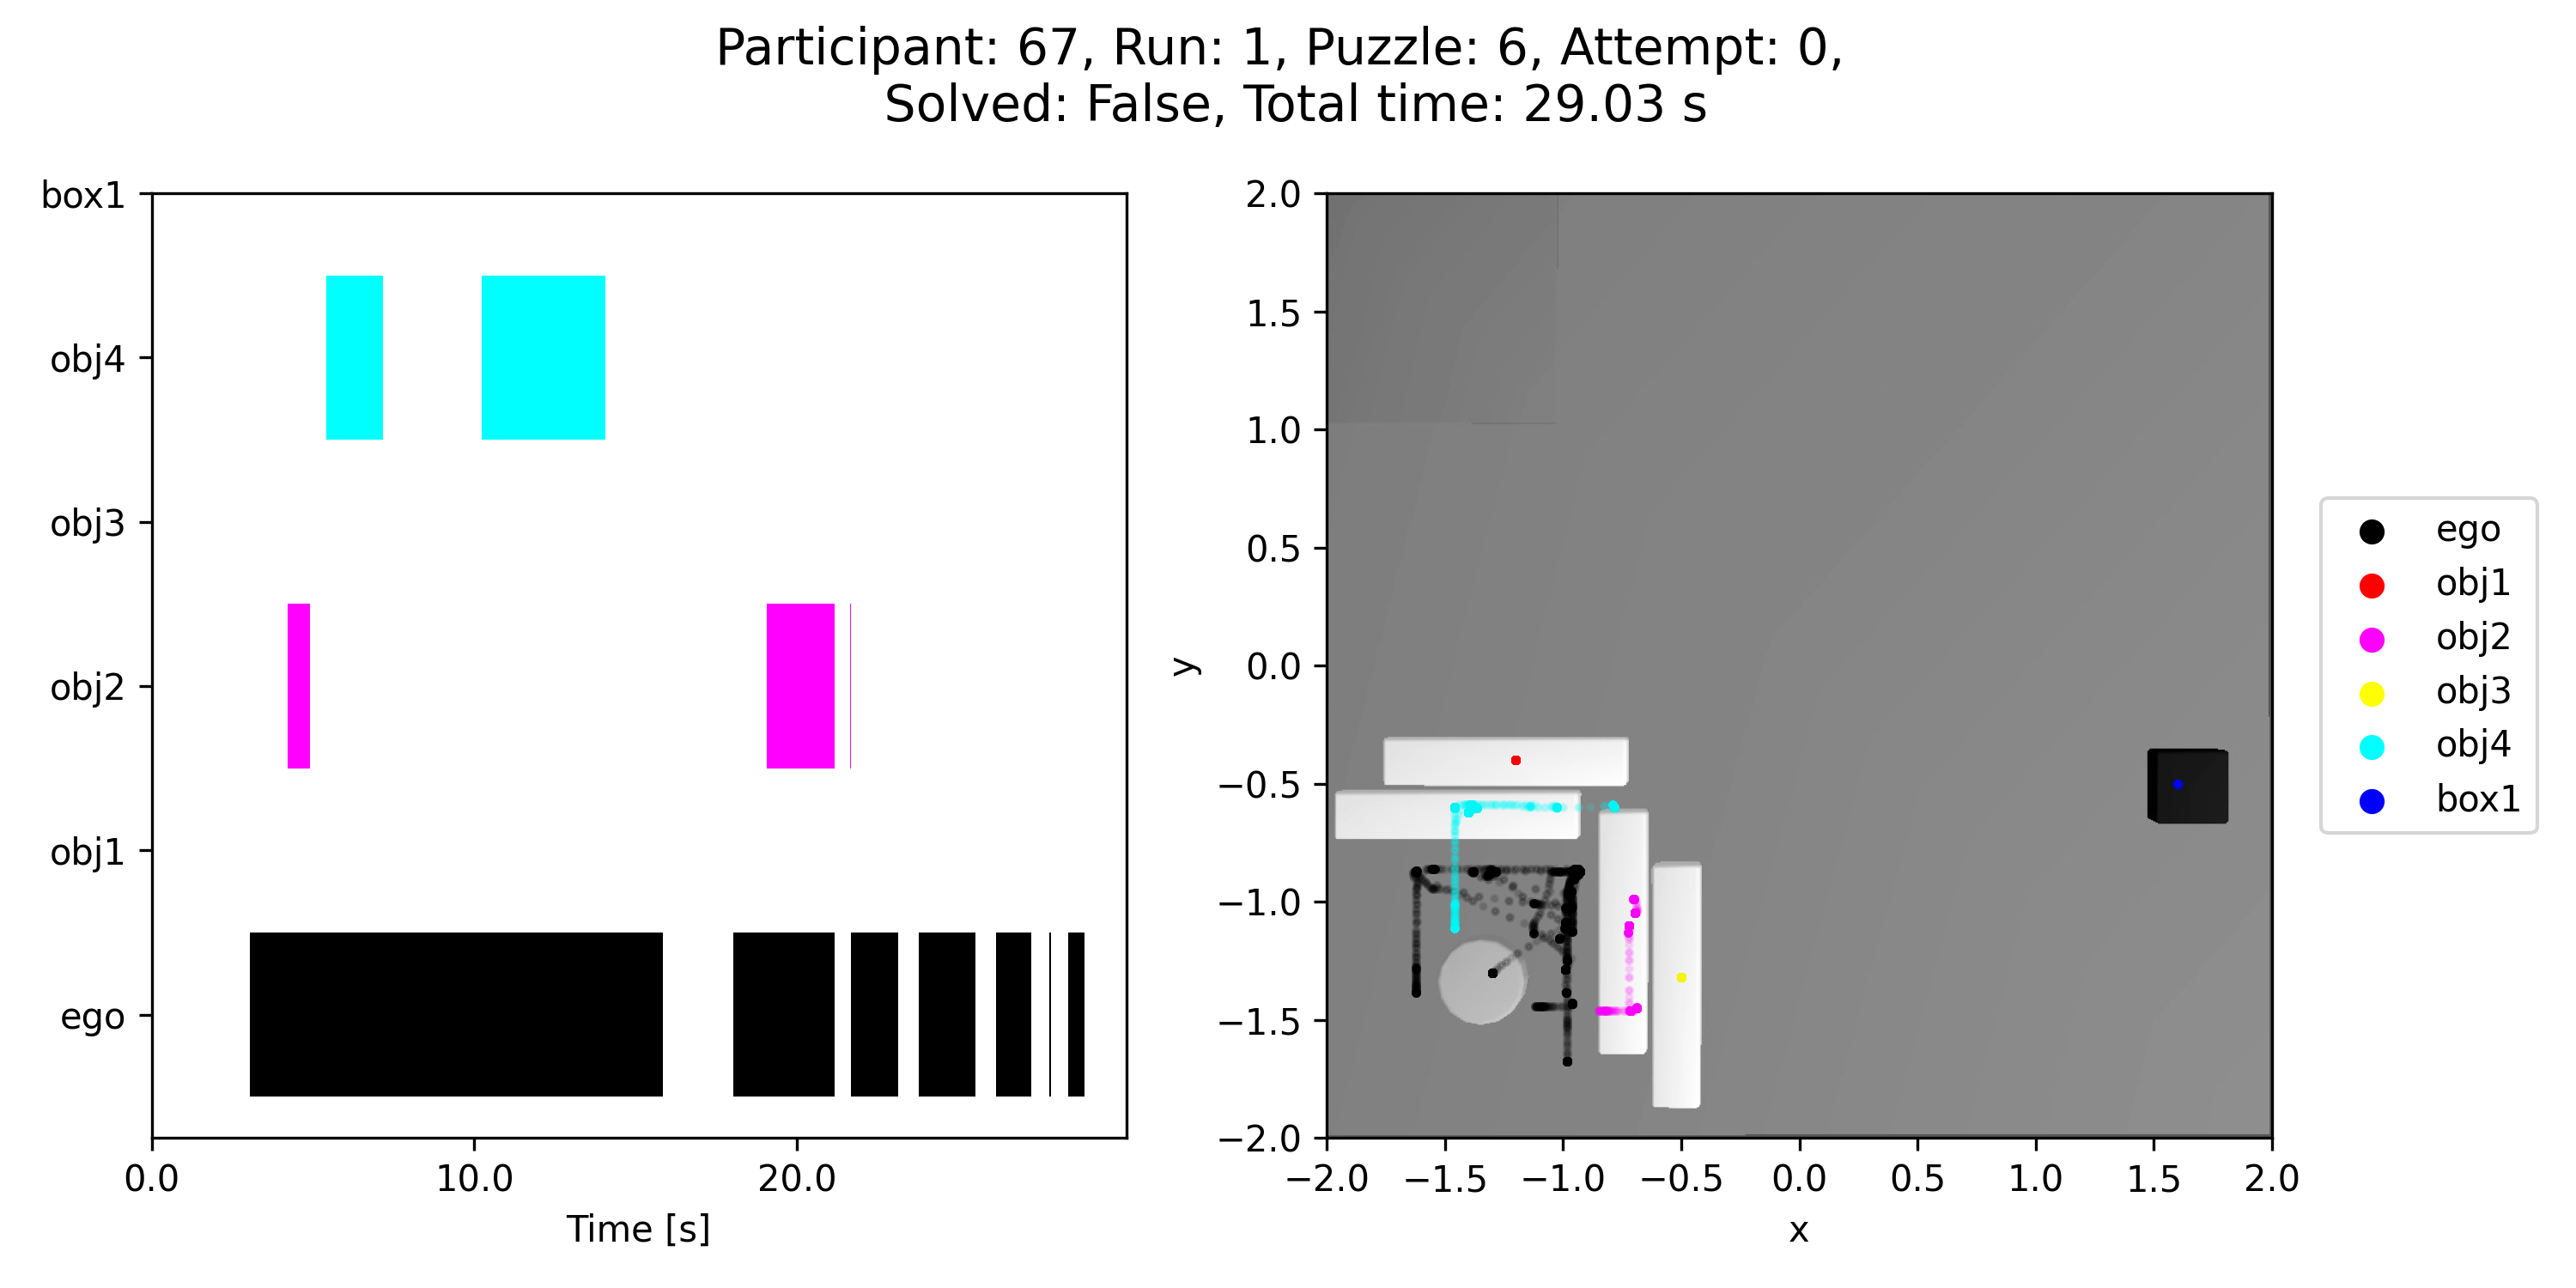 Participant: 67, Run: 1, Puzzle: 6, Attempt: 0,
Solved: False, Total time: 29.03 s
box1
obj4
obj3
obj2
obj1
ego
0.0 10.0 20.0
Time [s]
2.0
1.5
1.0
0.5
0.0
−0.5
−1.0
−1.5
−2.0
y
−2.0 −1.5 −1.0 −0.5 0.0 0.5 1.0 1.5 2.0
x
ego
obj1
obj2
obj3
obj4
box1